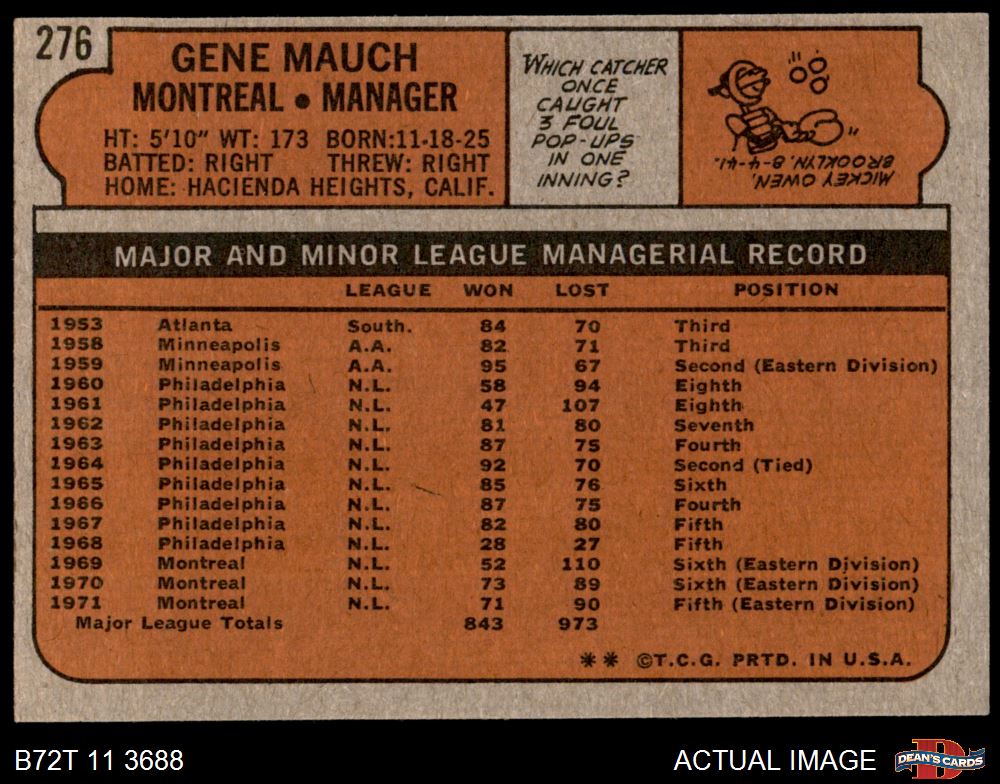 276
GENE MAUCH
MONTREAL • MANAGER
HT: 5'10" WT: 173 BORN: 11-18-25
BATTED: RIGHT THREW: RIGHT
HOME: HACIENDA HEIGHTS, CALIF.
WHICH CATCHER
ONCE
CAUGHT
3 FOUL
POP-UPS
IN ONE
INNING?
MICKEY OWEN,
BROOKLYN. 8-4-41.
MAJOR AND MINOR LEAGUE MANAGERIAL RECORD
LEAGUE WON LOST POSITION
1953 Atlanta South. 84 70 Third
1958 Minneapolis A.A. 82 71 Third
1959 Minneapolis A.A. 95 67 Second (Eastern Division)
1960 Philadelphia N.L. 58 94 Eighth
1961 Philadelphia N.L. 47 107 Eighth
1962 Philadelphia N.L. 81 80 Seventh
1963 Philadelphia N.L. 87 75 Fourth
1964 Philadelphia N.L. 92 70 Second (Tied)
1965 Philadelphia N.L. 85 76 Sixth
1966 Philadelphia N.L. 87 75 Fourth
1967 Philadelphia N.L. 82 80 Fifth
1968 Philadelphia N.L. 28 27 Fifth
1969 Montreal N.L. 52 110 Sixth (Eastern Division)
1970 Montreal N.L. 73 89 Sixth (Eastern Division)
1971 Montreal N.L. 71 90 Fifth (Eastern Division)
Major League Totals 843 973
** ©T.C.G. PRTD. IN U.S.A.
B72T 11 3688
ACTUAL IMAGE
DEAN'S CARDS